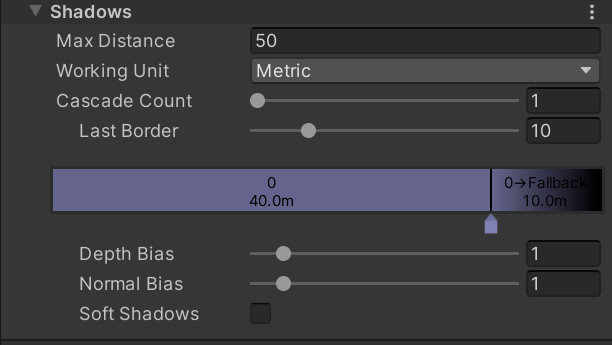 Shadows
Max Distance 50
Working Unit Metric
Cascade Count 1
Last Border 10
0 0→Fallback
40.0m 10.0m
Depth Bias 1
Normal Bias 1
Soft Shadows